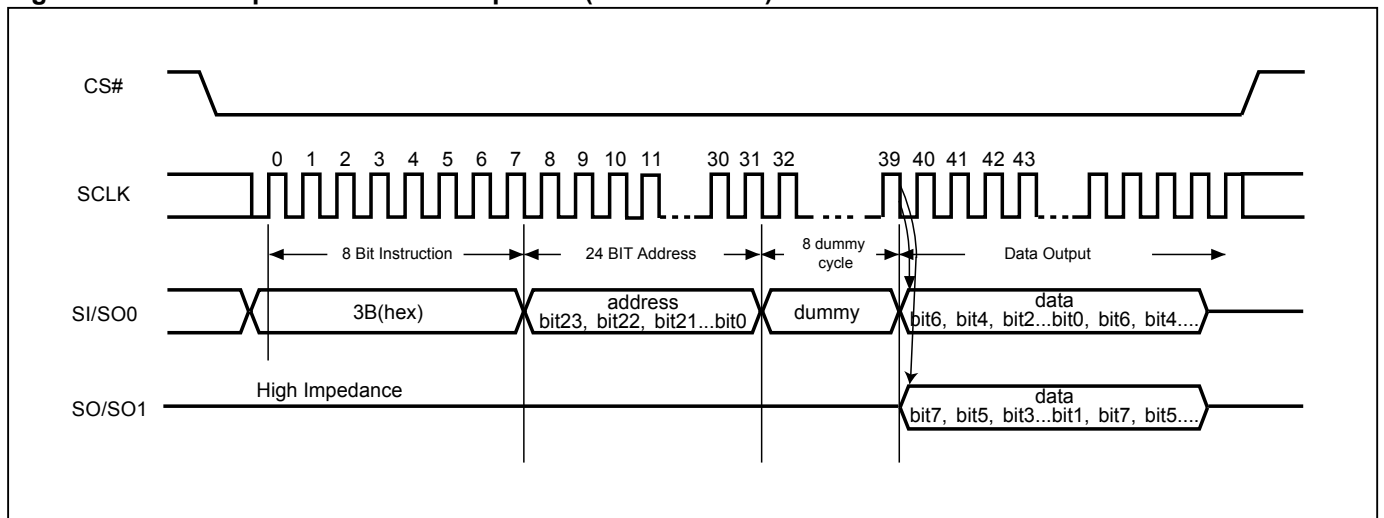 CS#
0 1 2 3 4 5 6 7 8 9 10 11 30 31 32 39 40 41 42 43
SCLK
8 Bit Instruction 24 BIT Address 8 dummy cycle Data Output
SI/SO0
3B(hex)
address
bit23, bit22, bit21...bit0
dummy
data
bit6, bit4, bit2...bit0, bit6, bit4....
High Impedance
SO/SO1
data
bit7, bit5, bit3...bit1, bit7, bit5....